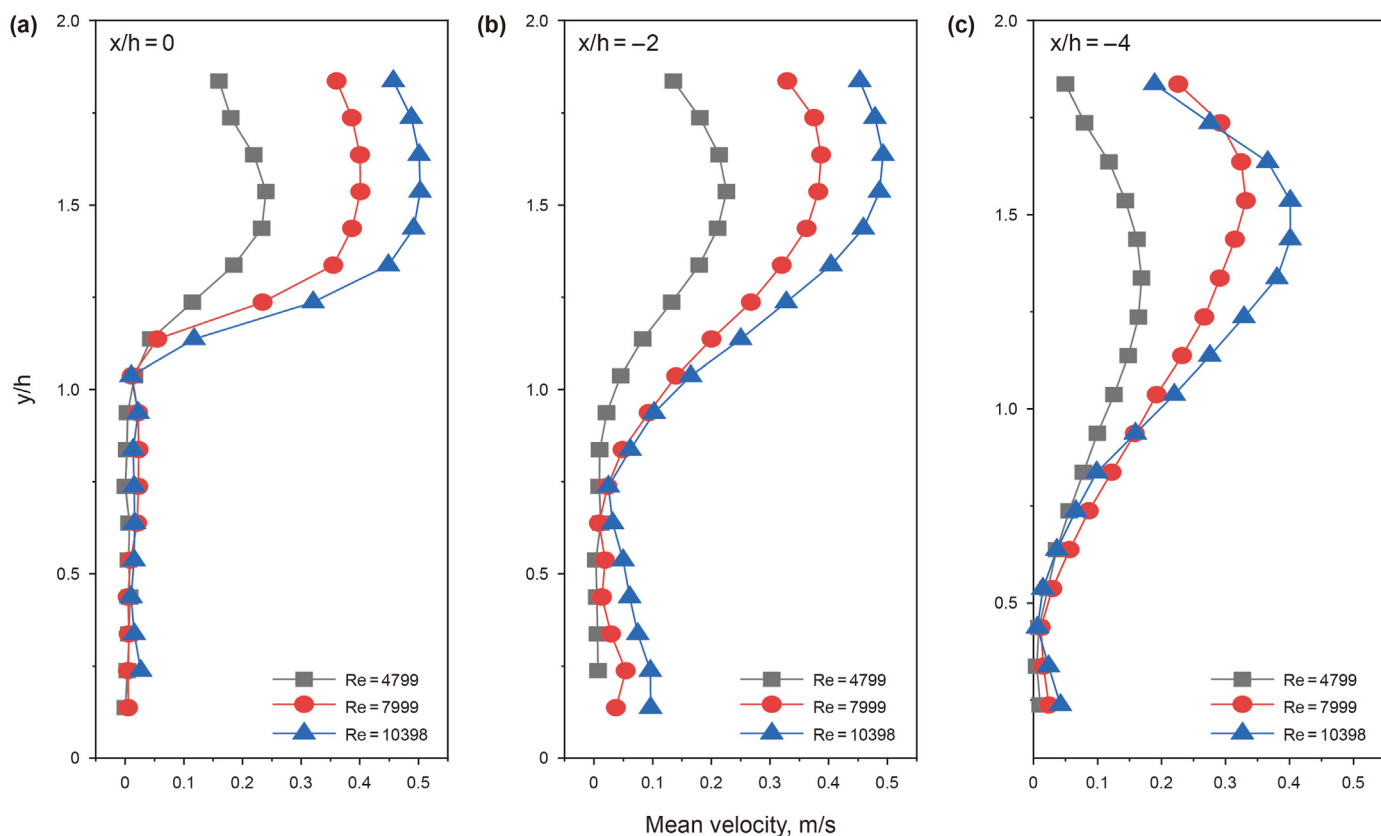 (a)
x/h = 0
2.0
1.5
1.0
0.5
0
y/h
0 0.1 0.2 0.3 0.4 0.5
Re = 4799
Re = 7999
Re = 10398
(b)
x/h = –2
2.0
1.5
1.0
0.5
0
0 0.1 0.2 0.3 0.4 0.5
Re = 4799
Re = 7999
Re = 10398
(c)
x/h = –4
2.0
1.5
1.0
0.5
0 0.1 0.2 0.3 0.4 0.5
Re = 4799
Re = 7999
Re = 10398
Mean velocity, m/s